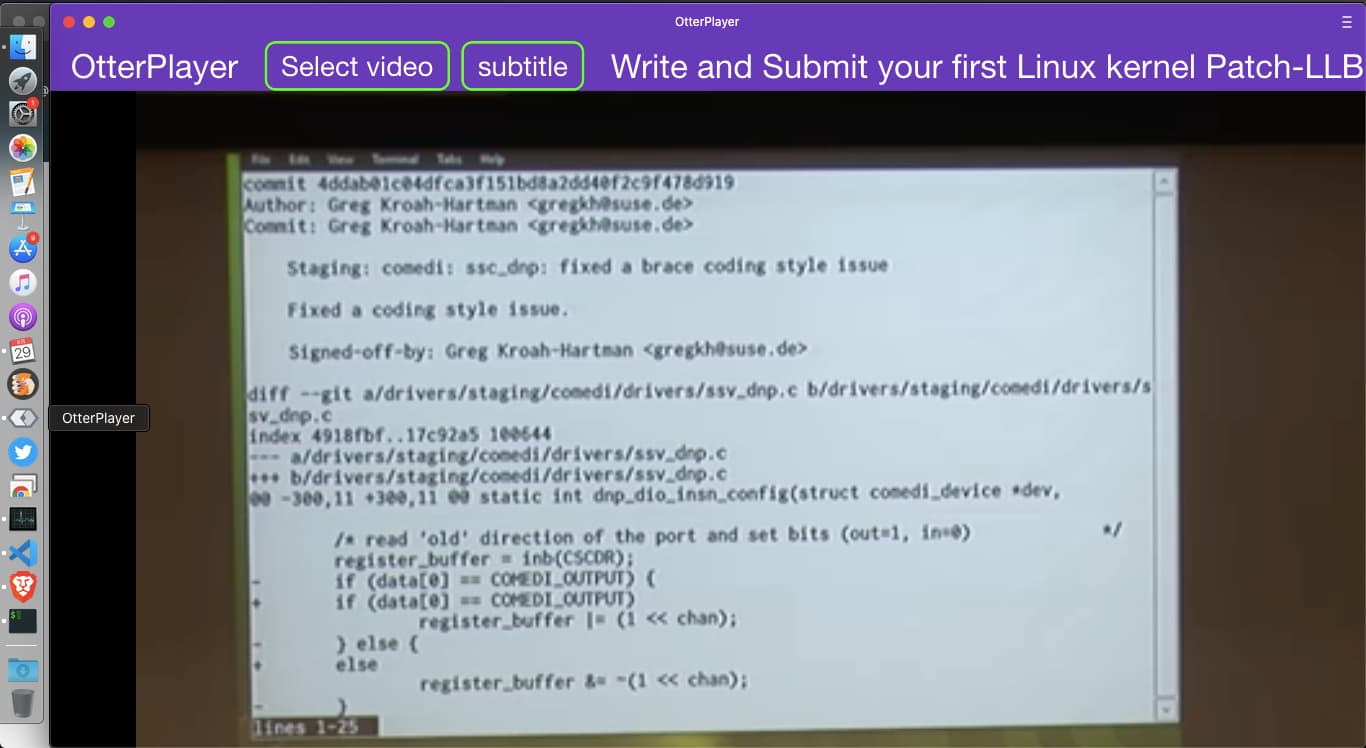 OtterPlayer
OtterPlayer Select video subtitle Write and Submit your first Linux kernel Patch-LLB
File Edit View Terminal Tabs Help
commit 4ddab01c04dfca3f151bd8a2dd40f2c9f478d919
Author: Greg Kroah-Hartman <gregkh@suse.de>
Commit: Greg Kroah-Hartman <gregkh@suse.de>
Staging: comedi: ssc_dnp: fixed a brace coding style issue
Fixed a coding style issue.
Signed-off-by: Greg Kroah-Hartman <gregkh@suse.de>
diff --git a/drivers/staging/comedi/drivers/ssv_dnp.c b/drivers/staging/comedi/drivers/s
sv_dnp.c
index 4918fbf..17c92a5 100644
--- a/drivers/staging/comedi/drivers/ssv_dnp.c
+++ b/drivers/staging/comedi/drivers/ssv_dnp.c
@@ -300,11 +300,11 @@ static int dnp_dio_insn_config(struct comedi_device *dev,
/* read 'old' direction of the port and set bits (out=1, in=0) */
register_buffer = inb(CSCDR);
- if (data[0] == COMEDI_OUTPUT) {
+ if (data[0] == COMEDI_OUTPUT)
register_buffer |= (1 << chan);
- } else {
+ else
register_buffer &= ~(1 << chan);
- }
lines 1-25
1
9
29
OtterPlayer